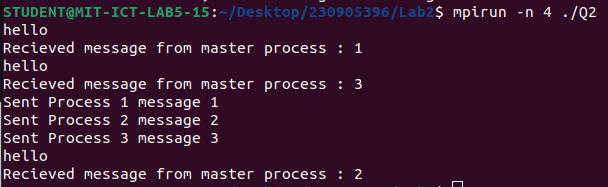 STUDENT@MIT-ICT-LAB5-15:~/Desktop/230905396/Lab2$ mpirun -n 4 ./Q2
hello
Recieved message from master process : 1
hello
Recieved message from master process : 3
Sent Process 1 message 1
Sent Process 2 message 2
Sent Process 3 message 3
hello
Recieved message from master process : 2